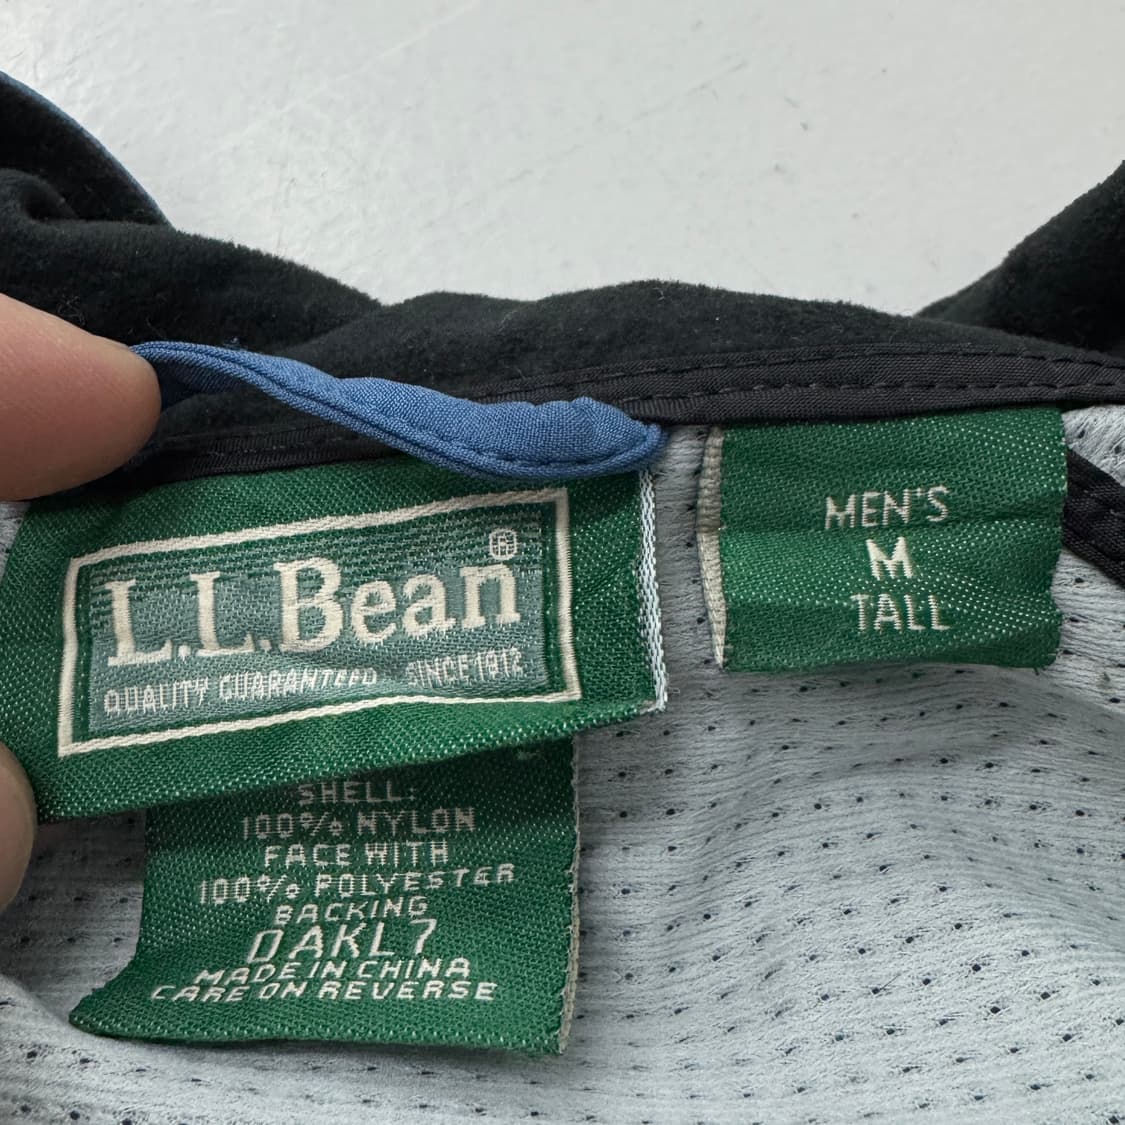 L.L.Bean®
QUALITY GUARANTEED SINCE 1912
MEN'S
M
TALL
SHELL:
100% NYLON
FACE WITH
100% POLYESTER
BACKING
0AKL7
MADE IN CHINA
CARE ON REVERSE